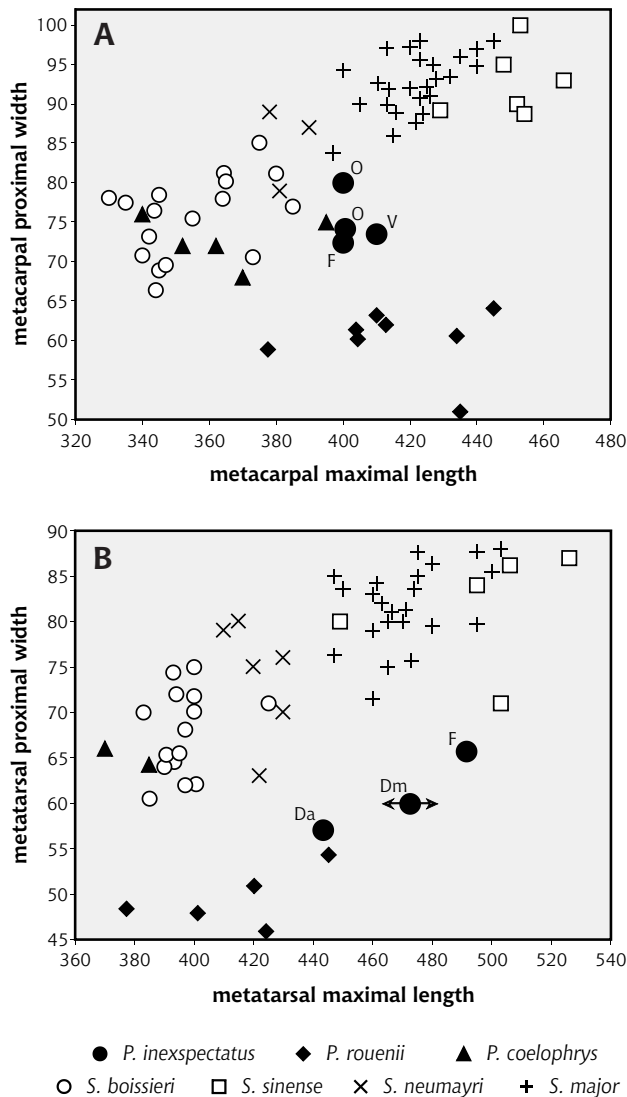 A
metacarpal proximal width
100
95
90
85
80
75
70
65
60
55
50
O
O
V
F
320 340 360 380 400 420 440 460 480
metacarpal maximal length
B
metatarsal proximal width
90
85
80
75
70
65
60
55
50
45
F
Dm
Da
360 380 400 420 440 460 480 500 520 540
metatarsal maximal length
P. inexspectatus P. rouenii P. coelophrys
S. boissieri S. sinense S. neumayri S. major